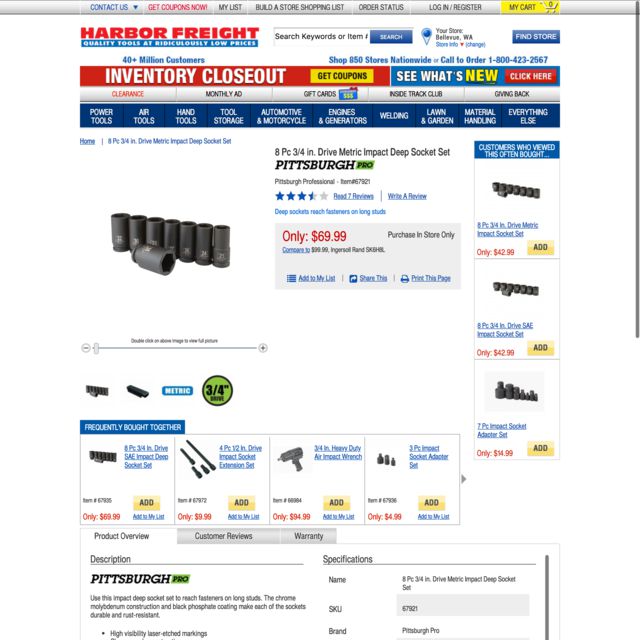 CONTACT US ▼ GET COUPONS NOW! MY LIST BUILD A STORE SHOPPING LIST ORDER STATUS LOG IN / REGISTER MY CART 0
HARBOR FREIGHT
QUALITY TOOLS AT RIDICULOUSLY LOW PRICES
Search Keywords or Item # SEARCH
Your Store:
Bellevue, WA
Store Info ▼ (change)
FIND STORE
40+ Million Customers
Shop 850 Stores Nationwide or Call to Order 1-800-423-2567
INVENTORY CLOSEOUT GET COUPONS
SEE WHAT'S NEW CLICK HERE
CLEARANCE MONTHLY AD GIFT CARDS $$$ INSIDE TRACK CLUB GIVING BACK
POWER TOOLS
AIR TOOLS
HAND TOOLS
TOOL STORAGE
AUTOMOTIVE & MOTORCYCLE
ENGINES & GENERATORS
WELDING
LAWN & GARDEN
MATERIAL HANDLING
EVERYTHING ELSE
Home | 8 Pc 3/4 in. Drive Metric Impact Deep Socket Set
8 Pc 3/4 in. Drive Metric Impact Deep Socket Set
PITTSBURGH PRO
Pittsburgh Professional - Item#67921
Read 7 Reviews | Write A Review
Deep sockets reach fasteners on long studs
Only: $69.99
Purchase In Store Only
Compare to $99.99, Ingersoll Rand SK6H8L
Add to My List | Share This | Print This Page
Double click on above image to view full picture
METRIC
3/4"
DRIVE
CUSTOMERS WHO VIEWED
THIS OFTEN BOUGHT...
8 Pc 3/4 in. Drive Metric
Impact Socket Set
Only: $42.99 ADD
8 Pc 3/4 in. Drive SAE
Impact Socket Set
Only: $42.99 ADD
7 Pc Impact Socket
Adapter Set
Only: $14.99 ADD
FREQUENTLY BOUGHT TOGETHER
8 Pc 3/4 in. Drive
SAE Impact Deep
Socket Set
Item # 67935 ADD
Only: $69.99 Add to My List
4 Pc 1/2 in. Drive
Impact Socket
Extension Set
Item # 67972 ADD
Only: $9.99 Add to My List
3/4 in. Heavy Duty
Air Impact Wrench
Item # 66984 ADD
Only: $94.99 Add to My List
3 Pc Impact
Socket Adapter
Set
Item # 67936 ADD
Only: $4.99 Add to My List
Product Overview Customer Reviews Warranty
Description
PITTSBURGH PRO
Use this impact deep socket set to reach fasteners on long studs. The chrome
molybdenum construction and black phosphate coating make each of the sockets
durable and rust-resistant.
• High visibility laser-etched markings
Specifications
Name 8 Pc 3/4 in. Drive Metric Impact Deep Socket
Set
SKU 67921
Brand Pittsburgh Pro